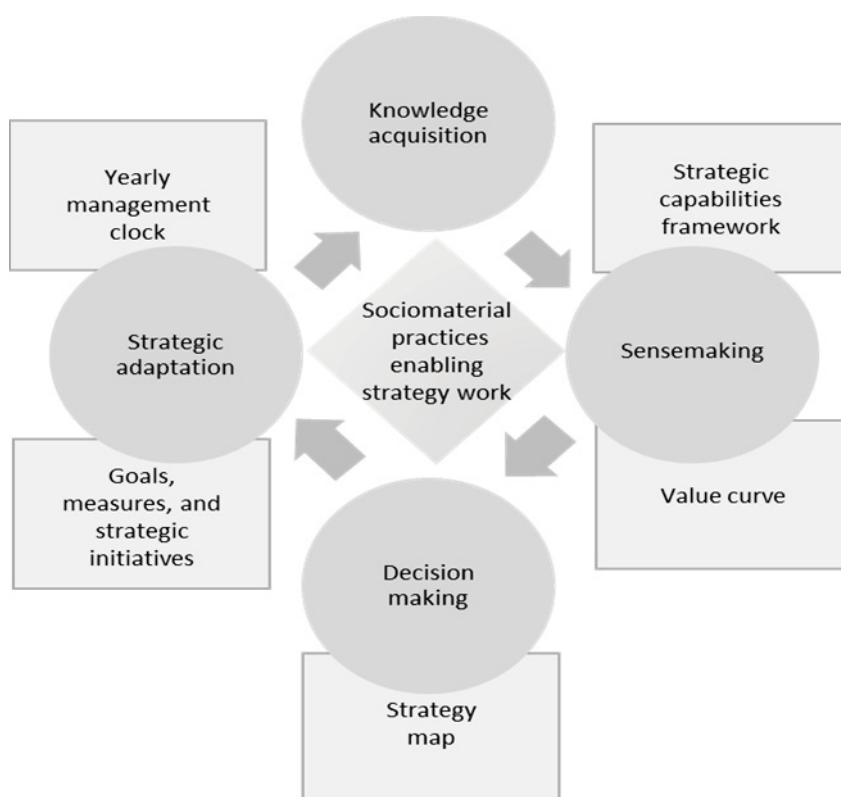 Knowledge
acquisition
Yearly
management
clock
Strategic
capabilities
framework
Strategic
adaptation
Sociomaterial
practices
enabling
strategy work
Sensemaking
Goals,
measures, and
strategic
initiatives
Value curve
Decision
making
Strategy
map